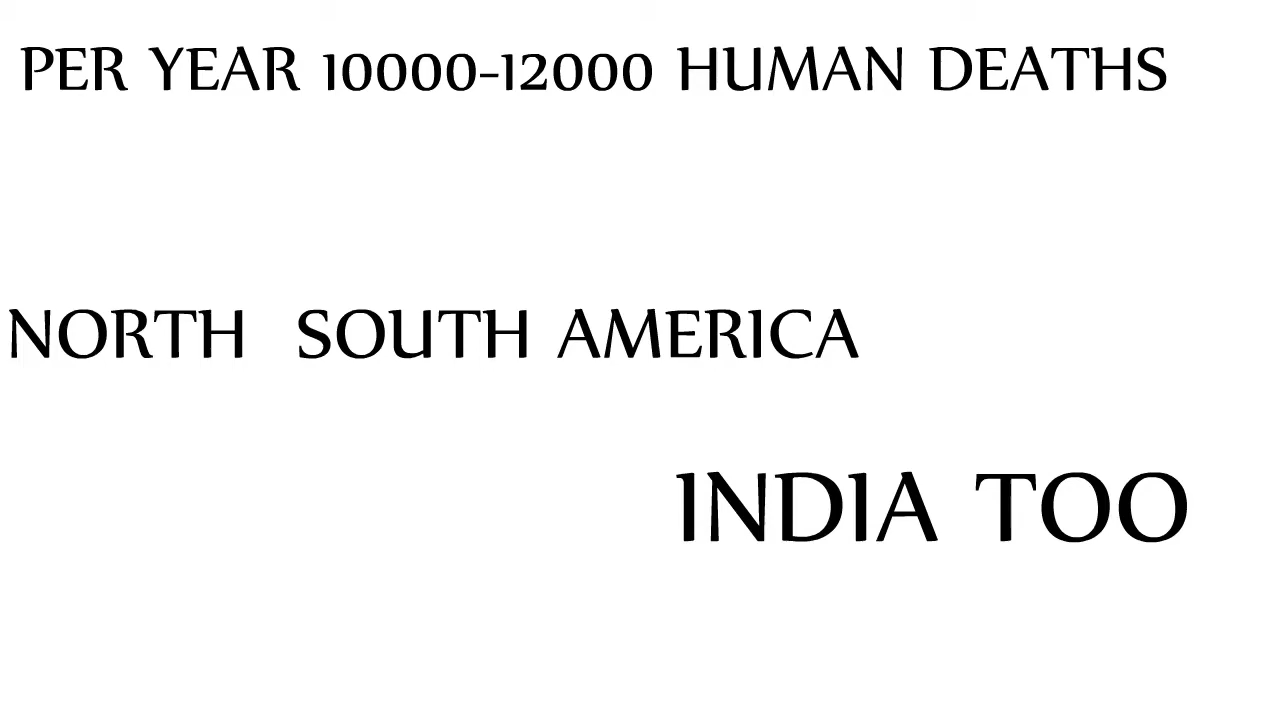 PER YEAR 10000-12000 HUMAN DEATHS
NORTH  SOUTH AMERICA
INDIA TOO